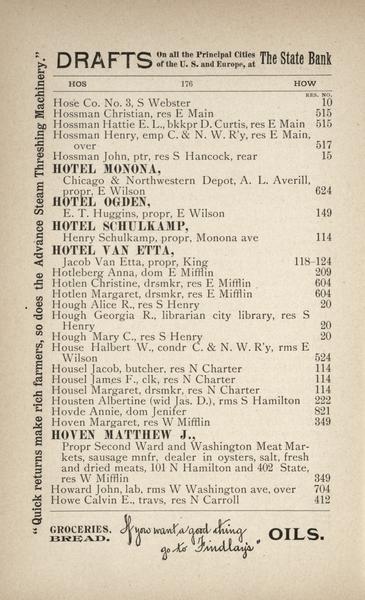 DRAFTS On all the Principal Cities of the U. S. and Europe, at The State Bank
HOS 176 HOW
RES. NO.
Hose Co. No. 3, S Webster 10
Hossman Christian, res E Main 515
Hossman Hattie E. L., bkkpr D. Curtis, res E Main 515
Hossman Henry, emp C. & N. W. R'y, res E Main,
over 517
Hossman John, ptr, res S Hancock, rear 15
HOTEL MONONA,
Chicago & Northwestern Depot, A. L. Averill,
propr, E Wilson 624
HOTEL OGDEN,
E. T. Huggins, propr, E Wilson 149
HOTEL SCHULKAMP,
Henry Schulkamp, propr, Monona ave 114
HOTEL VAN ETTA,
Jacob Van Etta, propr, King 118-124
Hotleberg Anna, dom E Mifflin 209
Hotlen Christine, drsmkr, res E Mifflin 604
Hotlen Margaret, drsmkr, res E Mifflin 604
Hough Alice R., res S Henry 20
Hough Georgia R., librarian city library, res S
Henry 20
Hough Mary C., res S Henry 20
House Halbert W., condr C. & N. W. R'y, rms E
Wilson 524
Housel Jacob, butcher, res N Charter 114
Housel James F., clk, res N Charter 114
Housel Margaret, drsmkr, res N Charter 114
Housten Albertine (wid Jas. D.), rms S Hamilton 222
Hovde Annie, dom Jenifer 821
Hoven Margaret, res W Mifflin 349
HOVEN MATTHEW J.,
Propr Second Ward and Washington Meat Mar-
kets, sausage mnfr, dealer in oysters, salt, fresh
and dried meats, 101 N Hamilton and 402 State,
res W Mifflin 349
Howard John, lab, rms W Washington ave, over 704
Howe Calvin E., travs, res N Carroll 412
GROCERIES. BREAD. If you want a good thing go to Findlay's" OILS.
"Quick returns make rich farmers, so does the Advance Steam Threshing Machinery."